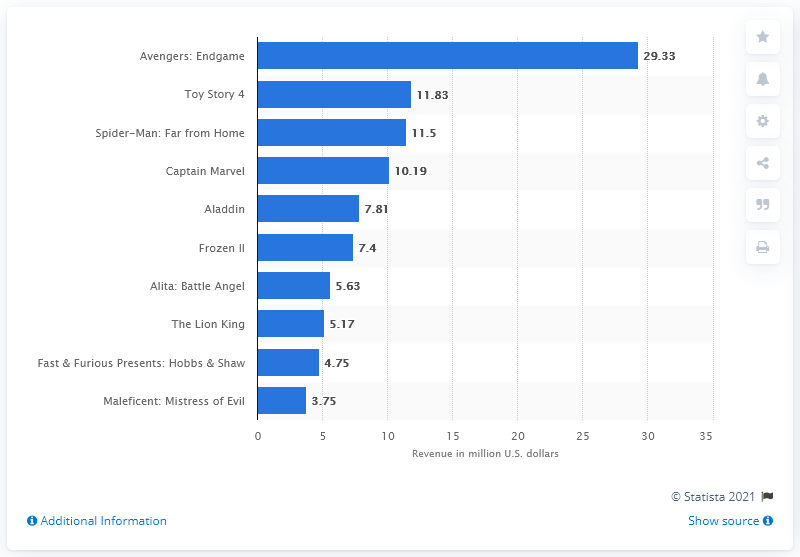 Avengers: Endgame 29.33
Toy Story 4 11.83
Spider-Man: Far from Home 11.5
Captain Marvel 10.19
Aladdin 7.81
Frozen II 7.4
Alita: Battle Angel 5.63
The Lion King 5.17
Fast & Furious Presents: Hobbs & Shaw 4.75
Maleficent: Mistress of Evil 3.75
0 5 10 15 20 25 30 35
Revenue in million U.S. dollars
© Statista 2021
Additional Information Show source